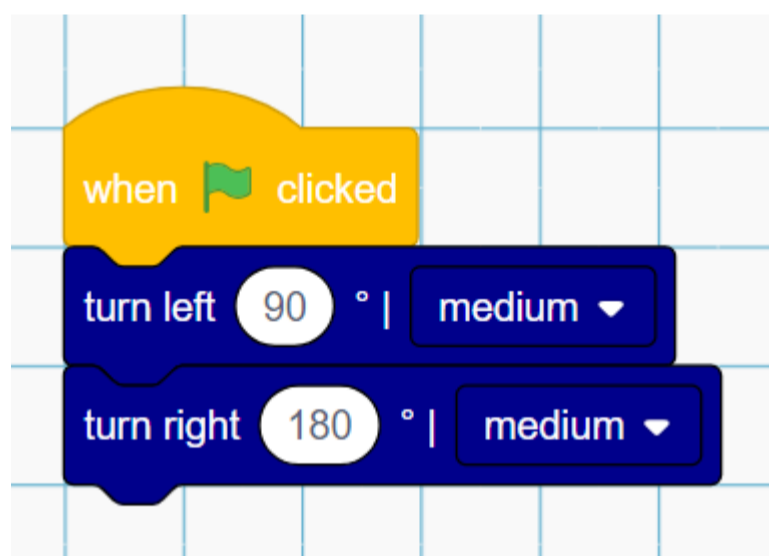 when clicked
turn left 90 ° | medium
turn right 180 ° | medium